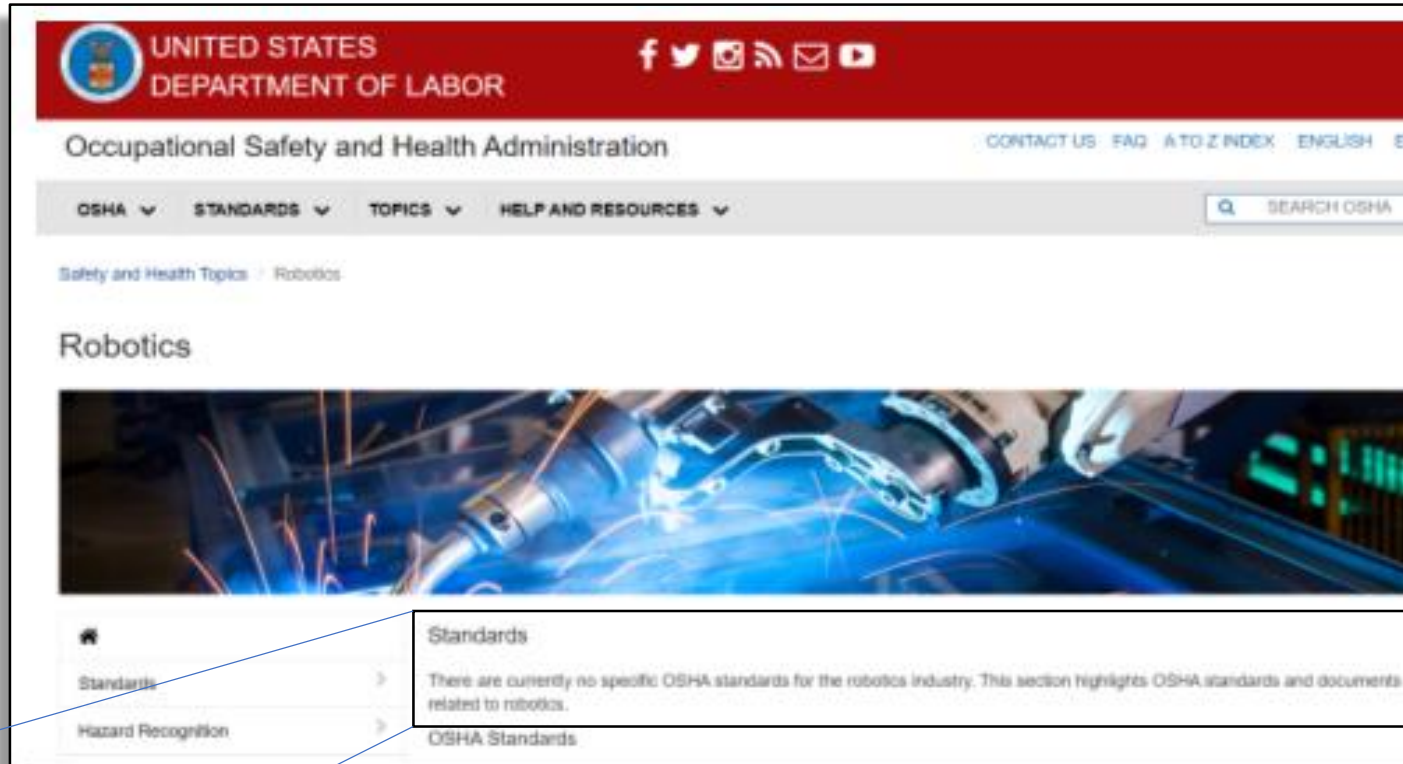 UNITED STATES
DEPARTMENT OF LABOR
Occupational Safety and Health Administration
CONTACT US FAQ A TO Z INDEX ENGLISH
OSHA STANDARDS TOPICS HELP AND RESOURCES
SEARCH OSHA
Safety and Health Topics / Robotics
Robotics
Standards
Hazard Recognition
Standards
There are currently no specific OSHA standards for the robotics industry. This section highlights OSHA standards and documents
related to robotics.
OSHA Standards